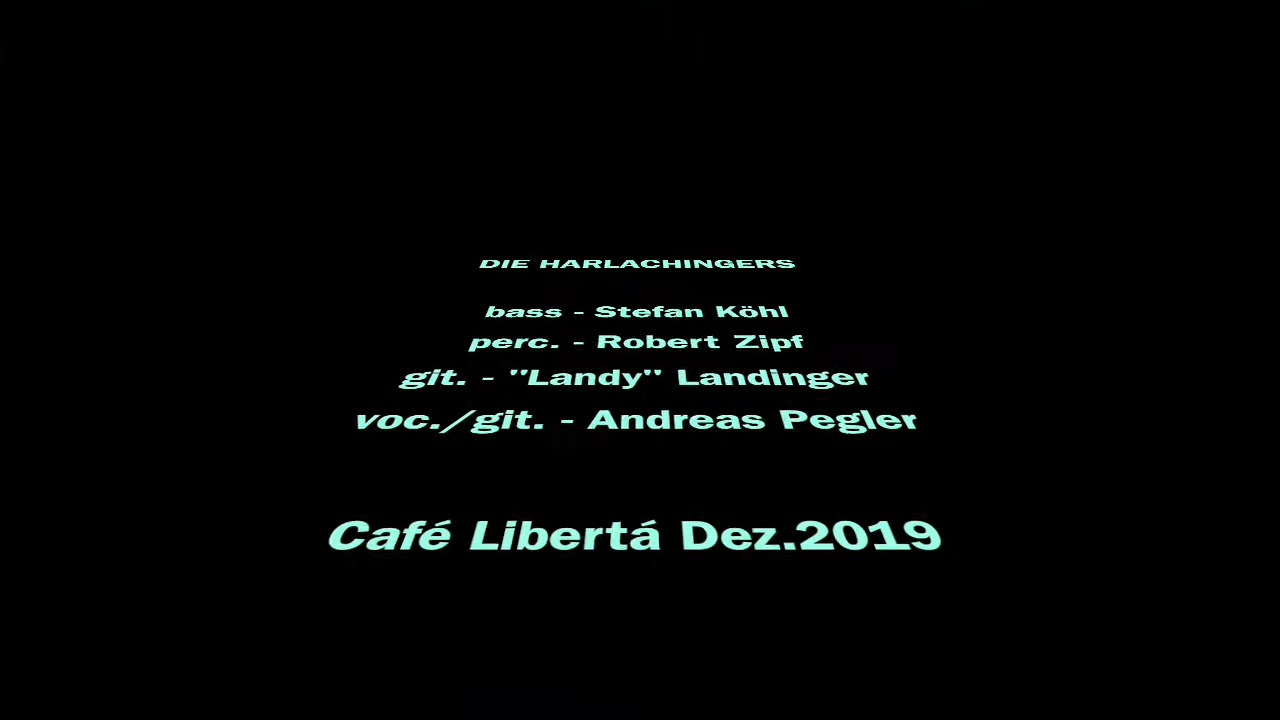 DIE HARLACHINGERS
bass - Stefan Köhl
perc. - Robert Zipf
git. - "Landy" Landinger
voc./git. - Andreas Pegler
Café Libertá Dez.2019